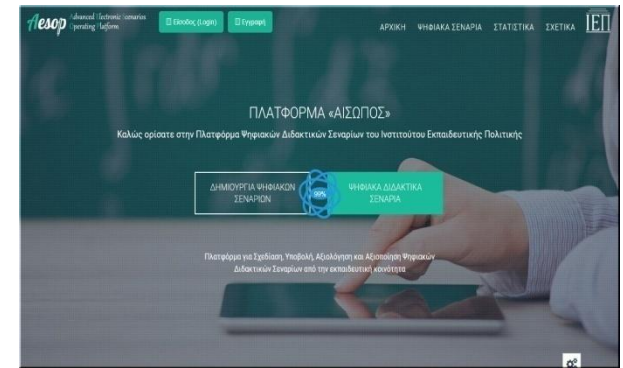 Aesop Advanced Electronic Scenarios
Operating Platform
Είσοδος (Login)
Εγγραφή
ΑΡΧΙΚΗ ΨΗΦΙΑΚΑ ΣΕΝΑΡΙΑ ΣΤΑΤΙΣΤΙΚΑ ΣΧΕΤΙΚΑ ΙΕΠ
ΠΛΑΤΦΟΡΜΑ «ΑΙΣΩΠΟΣ»
Καλώς ορίσατε στην Πλατφόρμα Ψηφιακών Διδακτικών Σεναρίων του Ινστιτούτου Εκπαιδευτικής Πολιτικής
ΔΗΜΙΟΥΡΓΙΑ ΨΗΦΙΑΚΩΝ
ΣΕΝΑΡΙΩΝ
99%
ΨΗΦΙΑΚΑ ΔΙΔΑΚΤΙΚΑ
ΣΕΝΑΡΙΑ
Πλατφόρμα για Σχεδίαση, Υποβολή, Αξιολόγηση και Αξιοποίηση Ψηφιακών
Διδακτικών Σεναρίων από την εκπαιδευτική κοινότητα